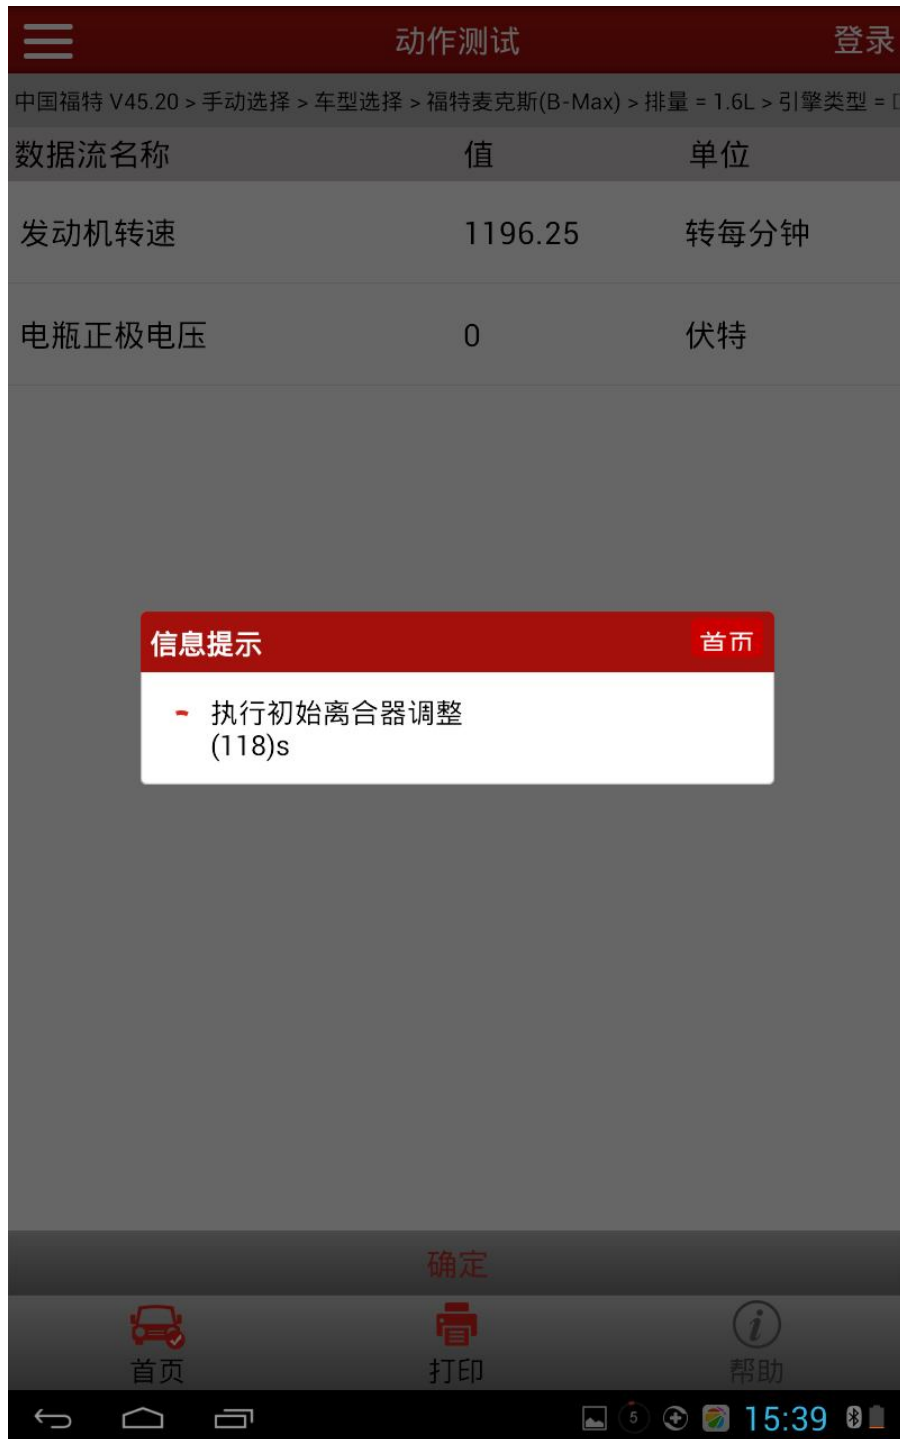 动作测试 登录
中国福特 V45.20 > 手动选择 > 车型选择 > 福特麦克斯(B-Max) > 排量 = 1.6L > 引擎类型 =
数据流名称 值 单位
发动机转速 1196.25 转每分钟
电瓶正极电压 0 伏特
信息提示 首页
执行初始离合器调整
(118)s
确定
首页 打印 帮助
5 15:39